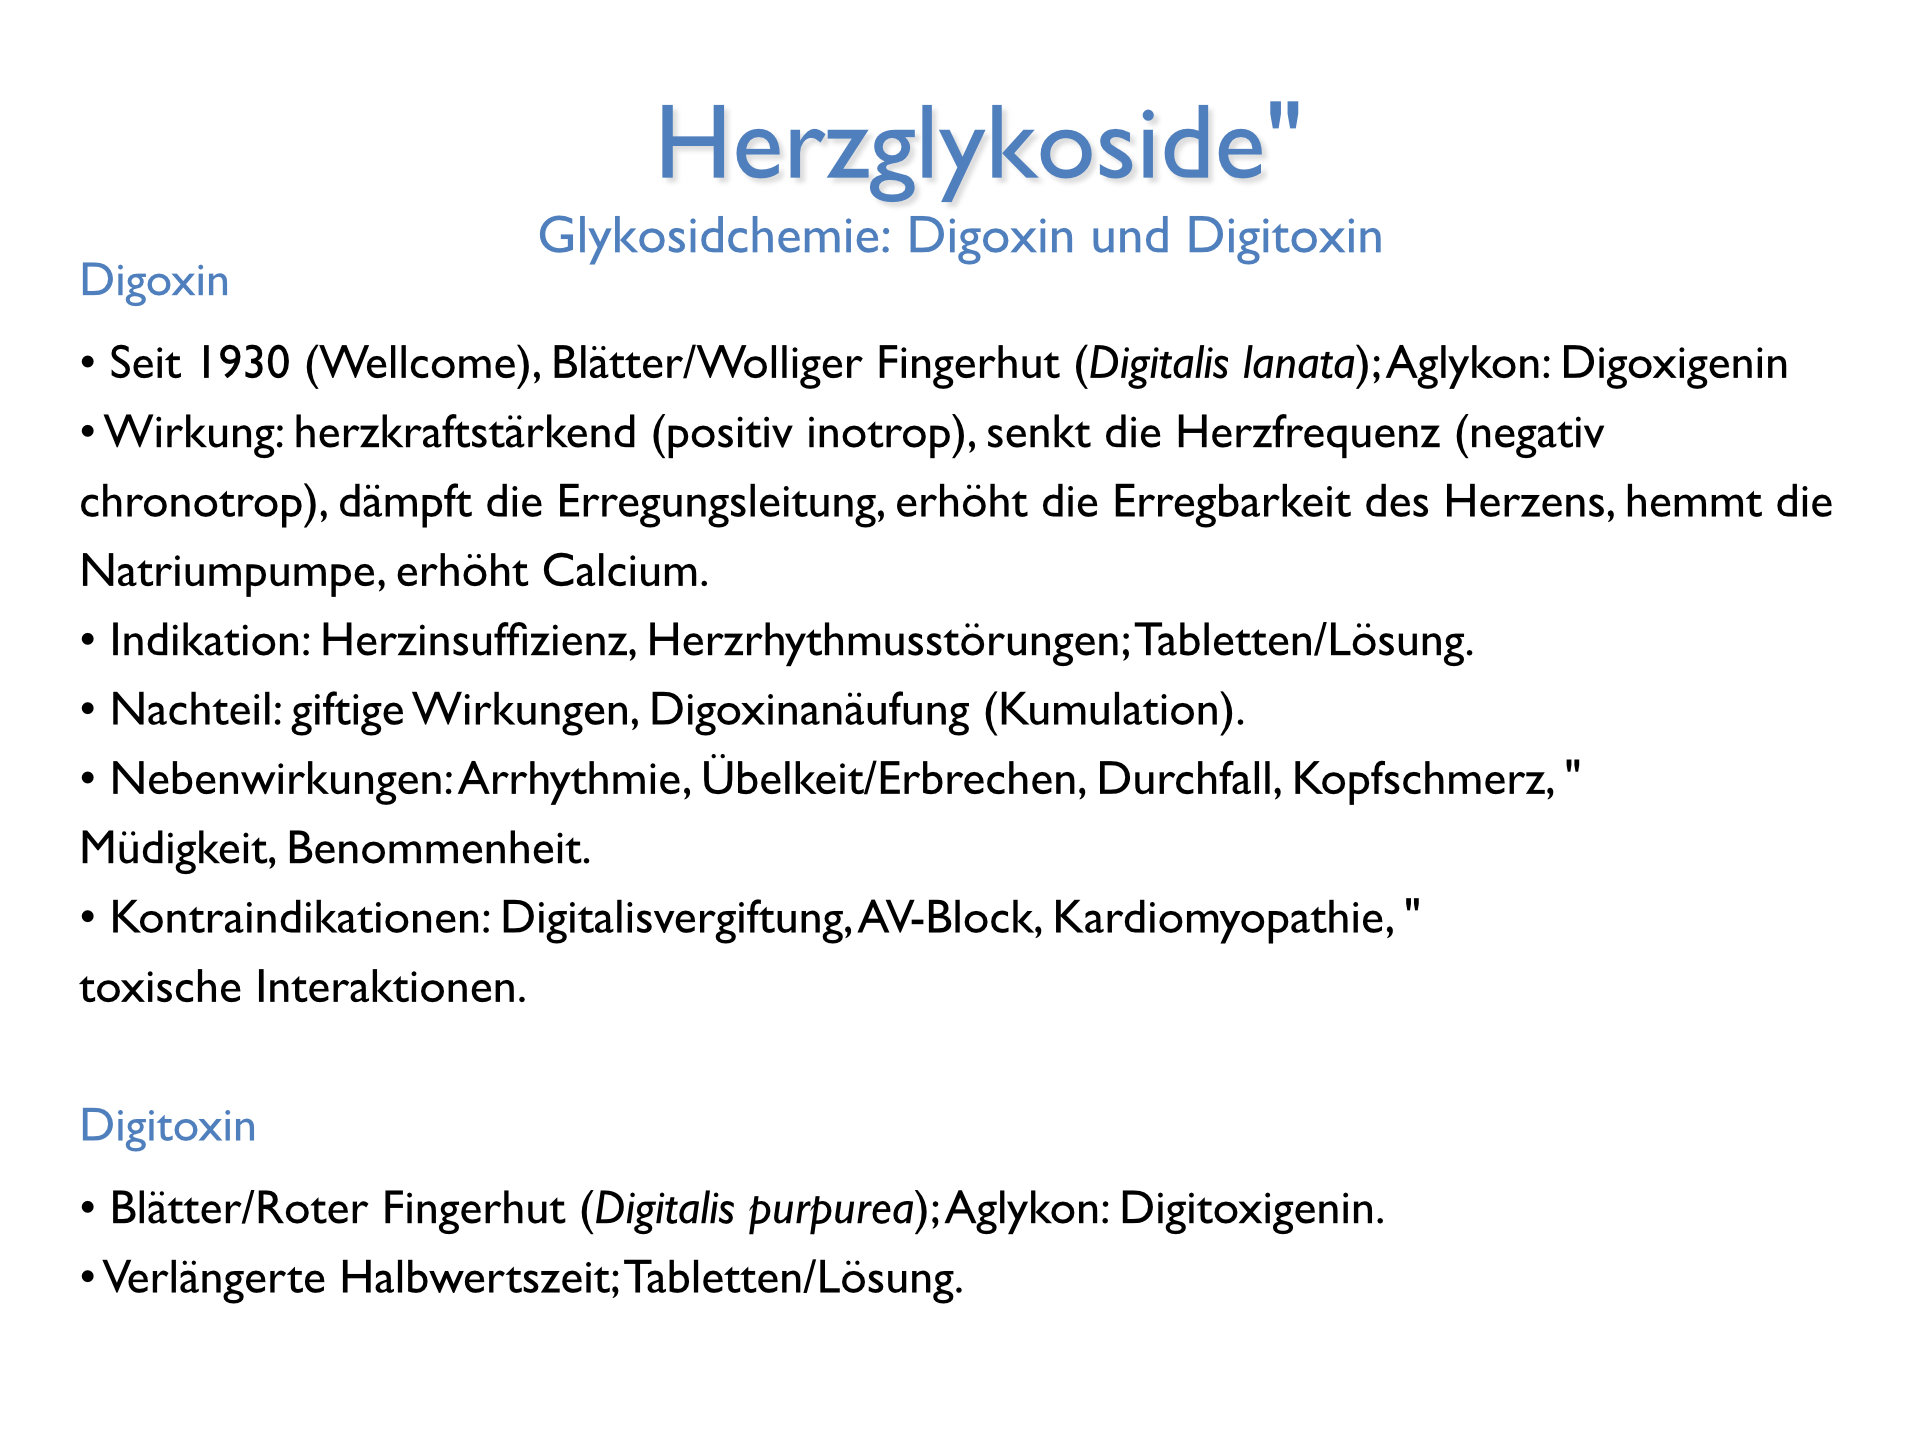 Herzglykoside"
Glykosidchemie: Digoxin und Digitoxin
Digoxin
• Seit 1930 (Wellcome), Blätter/Wolliger Fingerhut (Digitalis lanata); Aglykon: Digoxigenin
• Wirkung: herzkraftstärkend (positiv inotrop), senkt die Herzfrequenz (negativ
chronotrop), dämpft die Erregungsleitung, erhöht die Erregbarkeit des Herzens, hemmt die
Natriumpumpe, erhöht Calcium.
• Indikation: Herzinsuffizienz, Herzrhythmusstörungen; Tabletten/Lösung.
• Nachteil: giftige Wirkungen, Digoxinanäufung (Kumulation).
• Nebenwirkungen: Arrhythmie, Übelkeit/Erbrechen, Durchfall, Kopfschmerz, "
Müdigkeit, Benommenheit.
• Kontraindikationen: Digitalisvergiftung, AV-Block, Kardiomyopathie, "
toxische Interaktionen.
Digitoxin
• Blätter/Roter Fingerhut (Digitalis purpurea); Aglykon: Digitoxigenin.
• Verlängerte Halbwertszeit; Tabletten/Lösung.